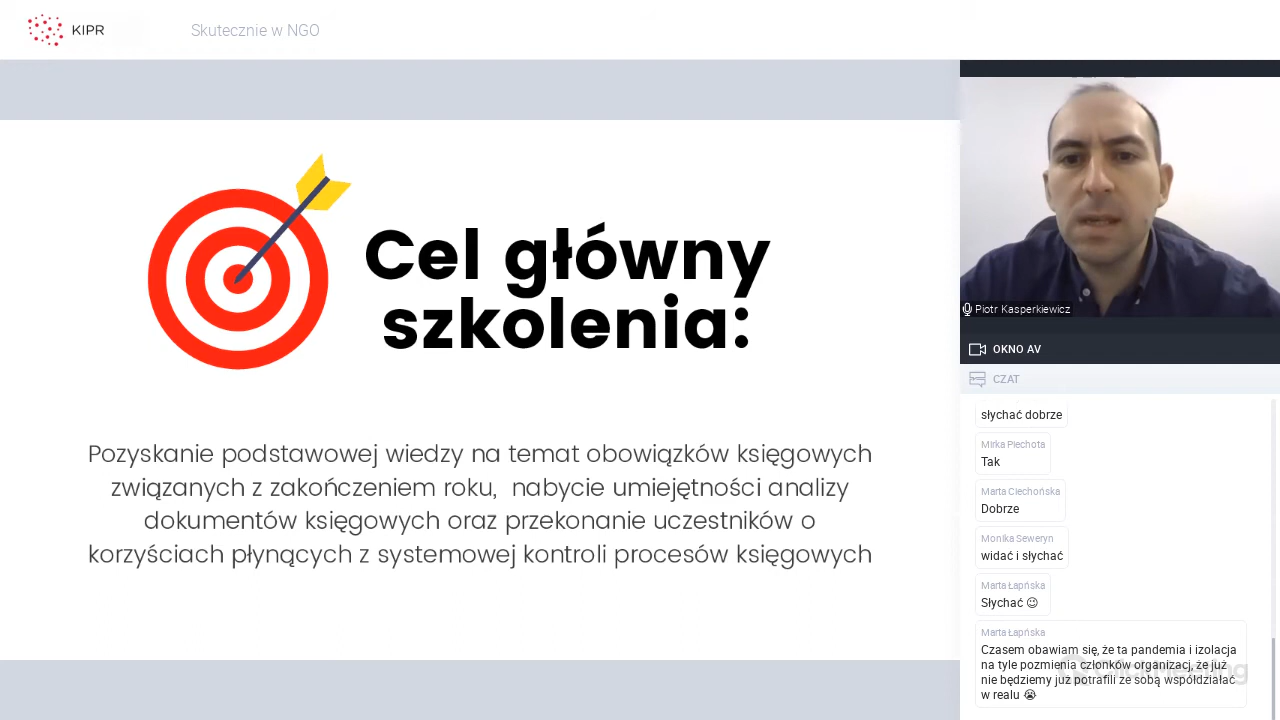 KIPR
Skutecznie w NGO
Cel główny
szkolenia:
Pozyskanie podstawowej wiedzy na temat obowiązków księgowych
związanych z zakończeniem roku, nabycie umiejętności analizy
dokumentów księgowych oraz przekonanie uczestników o
korzyściach płynących z systemowej kontroli procesów księgowych
Piotr Kasperkiewicz
OKNO AV
CZAT
słychać dobrze
Mirka Piechota
Tak
Marta Ciechońska
Dobrze
Monika Seweryn
widać i słychać
Marta Łapńska
Słychać 😉
Marta Łapńska
Czasem obawiam się, że ta pandemia i izolacja
na tyle pozmienia członków organizacj, że już
nie będziemy już potrafili ze sobą współdziałać
w realu 😭